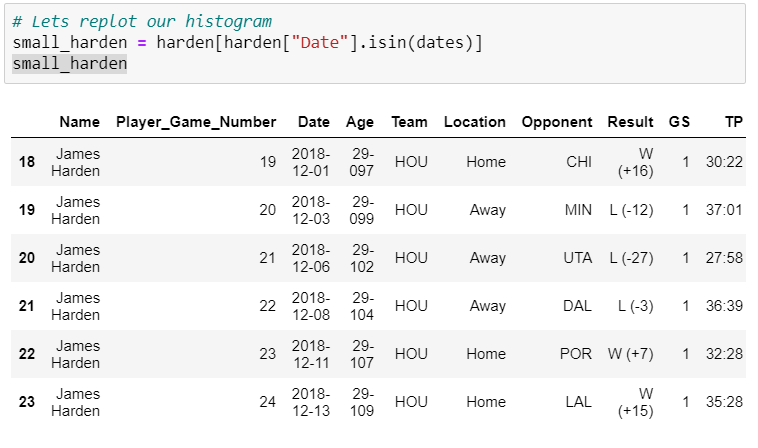 # Lets replot our histogram
small_harden = harden[harden["Date"].isin(dates)]
small_harden
Name Player_Game_Number Date Age Team Location Opponent Result GS TP
18 James Harden 19 2018-12-01 29-097 HOU Home CHI W (+16) 1 30:22
19 James Harden 20 2018-12-03 29-099 HOU Away MIN L (-12) 1 37:01
20 James Harden 21 2018-12-06 29-102 HOU Away UTA L (-27) 1 27:58
21 James Harden 22 2018-12-08 29-104 HOU Away DAL L (-3) 1 36:39
22 James Harden 23 2018-12-11 29-107 HOU Home POR W (+7) 1 32:28
23 James Harden 24 2018-12-13 29-109 HOU Home LAL W (+15) 1 35:28